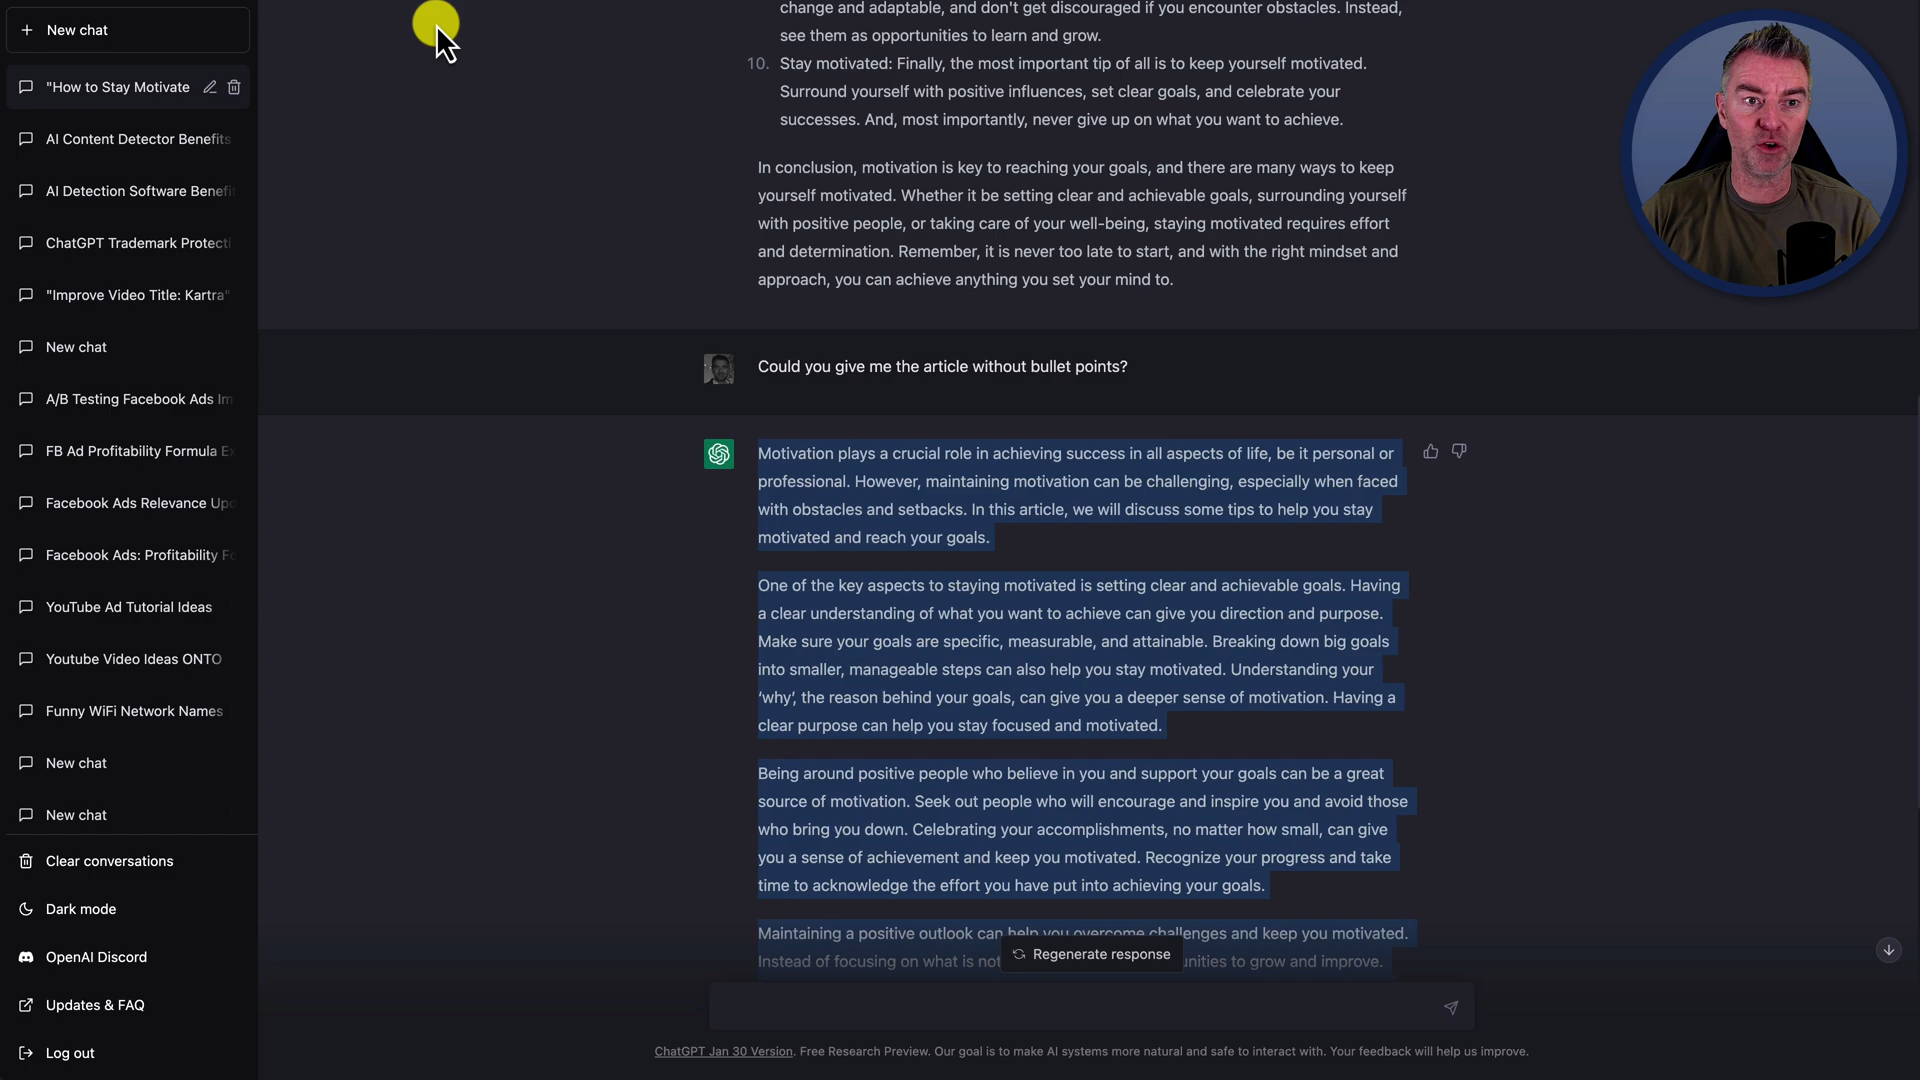 New chat
"How to Stay Motivate
AI Content Detector Benefits
AI Detection Software Benefi
ChatGPT Trademark Protecti
"Improve Video Title: Kartra"
New chat
A/B Testing Facebook Ads Im
FB Ad Profitability Formula Ex
Facebook Ads Relevance Upd
Facebook Ads: Profitability Fo
YouTube Ad Tutorial Ideas
Youtube Video Ideas ONTO
Funny WiFi Network Names
New chat
New chat
Clear conversations
Dark mode
OpenAI Discord
Updates & FAQ
Log out
change and adaptable, and don't get discouraged if you encounter obstacles. Instead,
see them as opportunities to learn and grow.
10. Stay motivated: Finally, the most important tip of all is to keep yourself motivated.
Surround yourself with positive influences, set clear goals, and celebrate your
successes. And, most importantly, never give up on what you want to achieve.
In conclusion, motivation is key to reaching your goals, and there are many ways to keep
yourself motivated. Whether it be setting clear and achievable goals, surrounding yourself
with positive people, or taking care of your well-being, staying motivated requires effort
and determination. Remember, it is never too late to start, and with the right mindset and
approach, you can achieve anything you set your mind to.
Could you give me the article without bullet points?
Motivation plays a crucial role in achieving success in all aspects of life, be it personal or
professional. However, maintaining motivation can be challenging, especially when faced
with obstacles and setbacks. In this article, we will discuss some tips to help you stay
motivated and reach your goals.
One of the key aspects to staying motivated is setting clear and achievable goals. Having
a clear understanding of what you want to achieve can give you direction and purpose.
Make sure your goals are specific, measurable, and attainable. Breaking down big goals
into smaller, manageable steps can also help you stay motivated. Understanding your
‘why’, the reason behind your goals, can give you a deeper sense of motivation. Having a
clear purpose can help you stay focused and motivated.
Being around positive people who believe in you and support your goals can be a great
source of motivation. Seek out people who will encourage and inspire you and avoid those
who bring you down. Celebrating your accomplishments, no matter how small, can give
you a sense of achievement and keep you motivated. Recognize your progress and take
time to acknowledge the effort you have put into achieving your goals.
Maintaining a positive outlook can help you overcome challenges and keep you motivated.
Instead of focusing on what is not unities to grow and improve.
Regenerate response
ChatGPT Jan 30 Version. Free Research Preview. Our goal is to make AI systems more natural and safe to interact with. Your feedback will help us improve.